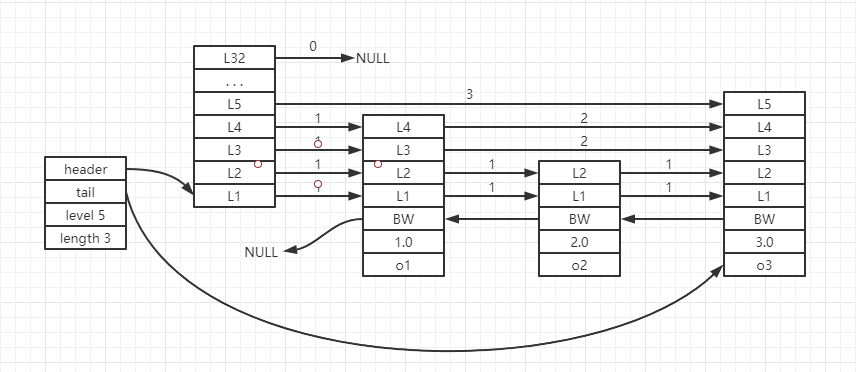 0
L32
NULL
...
3
L5
L5
1
2
L4
L4
L4
1
2
L3
L3
L3
header
1
1
1
L2
L2
L2
L2
tail
1
1
1
L1
L1
L1
L1
level 5
BW
BW
BW
length 3
1.0
2.0
3.0
NULL
o1
o2
o3